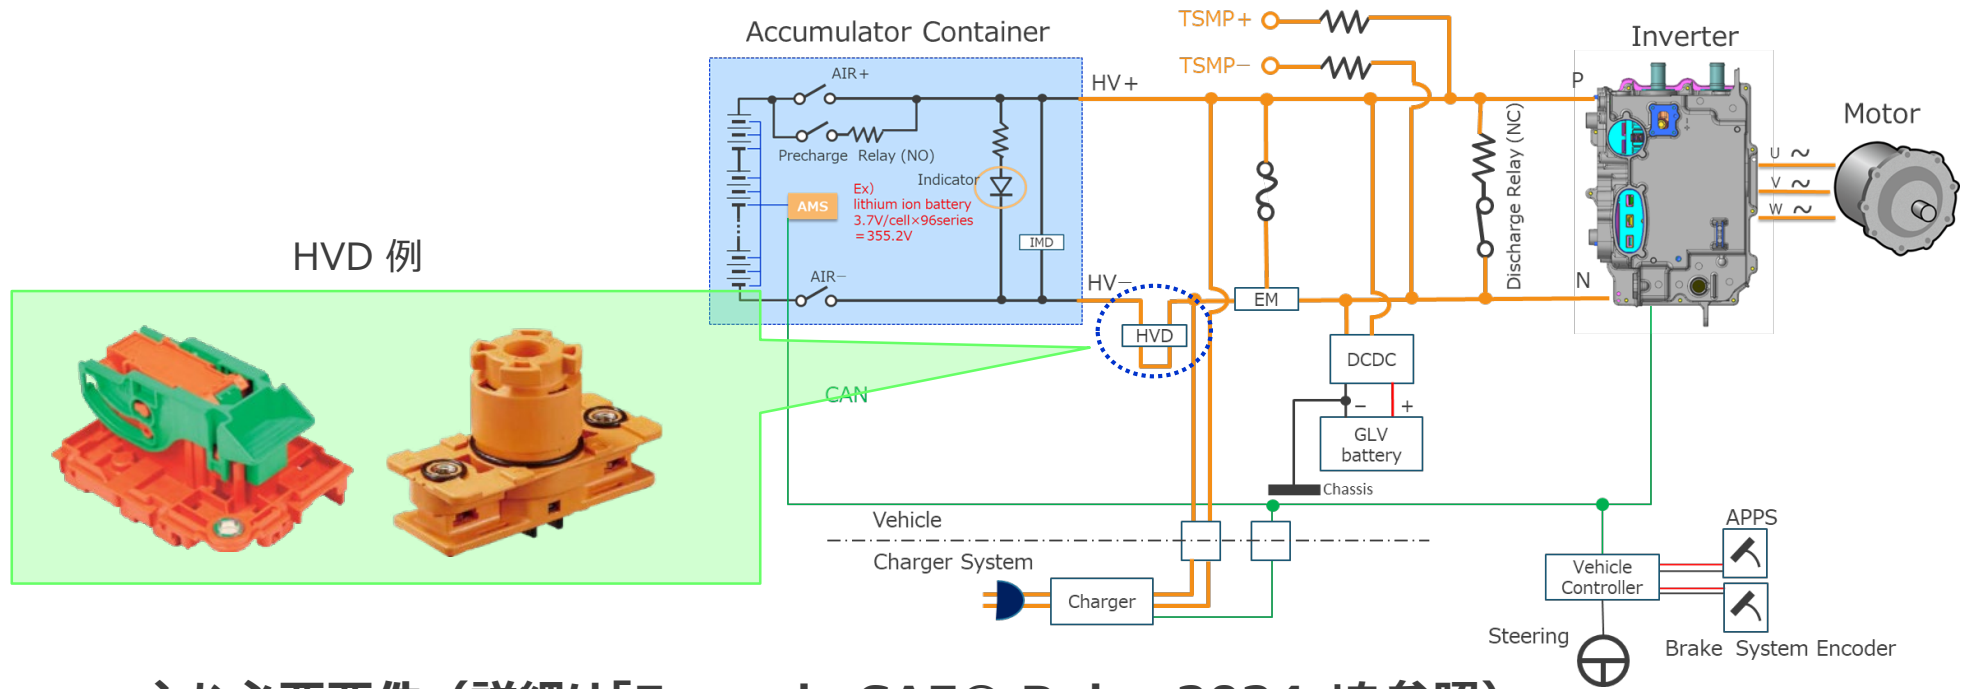 Accumulator Container
TSMP+
TSMP−
Inverter
Motor
AIR+
HV+
P
Precharge Relay (NO)
Indicator
Ex)
lithium ion battery
3.7V/cell×96series
＝355.2V
AMS
IMD
Discharge Relay (NC)
U ~
V ~
W ~
HVD 例
AIR−
HV−
EM
N
HVD
DCDC
CAN
− +
GLV
battery
Chassis
Vehicle
Charger System
Charger
APPS
Vehicle
Controller
Steering
Brake System Encoder